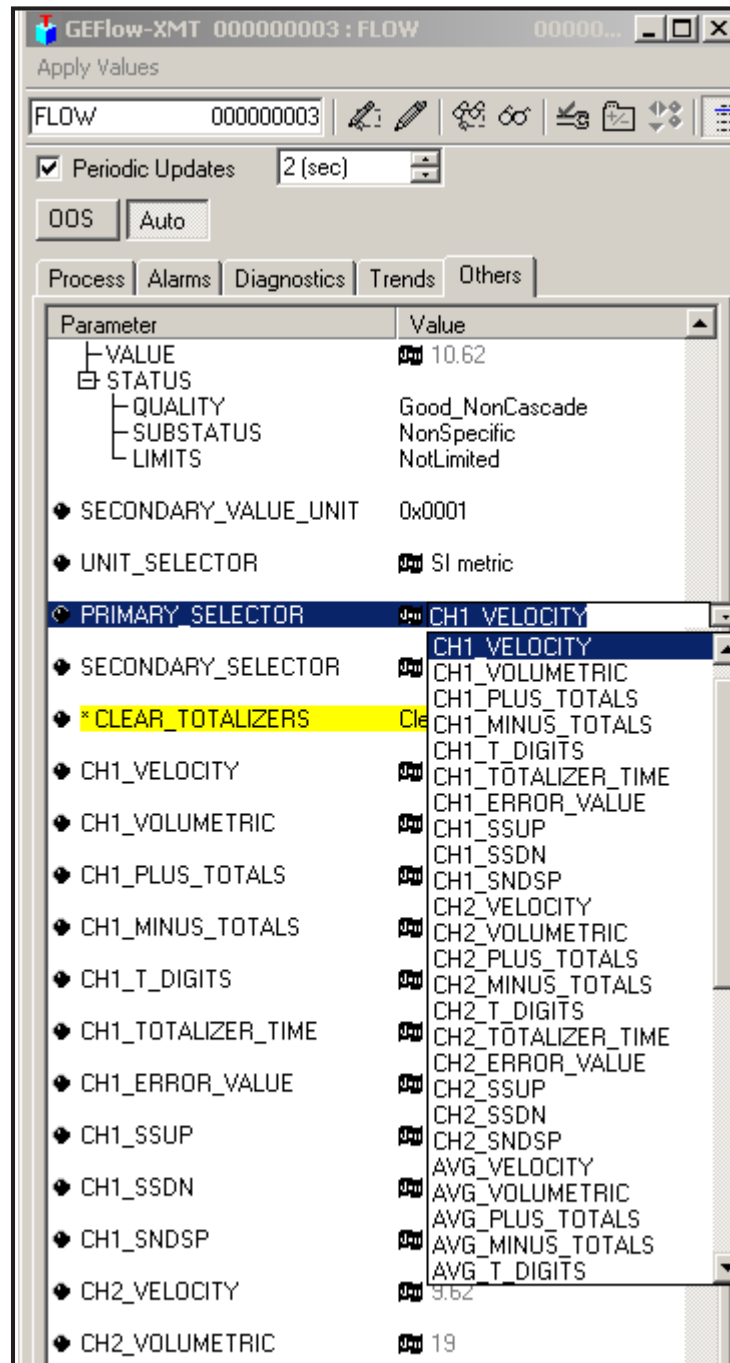 GEFlow-XMT 000000003 : FLOW 00000...
Apply Values
FLOW 000000003
Periodic Updates 2 (sec)
OOS Auto
Process Alarms Diagnostics Trends Others
Parameter Value
VALUE 10.62
STATUS
QUALITY Good_NonCascade
SUBSTATUS NonSpecific
LIMITS NotLimited
SECONDARY_VALUE_UNIT 0x0001
UNIT_SELECTOR SI metric
PRIMARY_SELECTOR CH1_VELOCITY
SECONDARY_SELECTOR
* CLEAR_TOTALIZERS Cle
CH1_VELOCITY
CH1_VOLUMETRIC
CH1_PLUS_TOTALS
CH1_MINUS_TOTALS
CH1_T_DIGITS
CH1_TOTALIZER_TIME
CH1_ERROR_VALUE
CH1_SSUP
CH1_SSDN
CH1_SNDSP
CH2_VELOCITY 9.62
CH2_VOLUMETRIC 19
CH1_VELOCITY
CH1_VOLUMETRIC
CH1_PLUS_TOTALS
CH1_MINUS_TOTALS
CH1_T_DIGITS
CH1_TOTALIZER_TIME
CH1_ERROR_VALUE
CH1_SSUP
CH1_SSDN
CH1_SNDSP
CH2_VELOCITY
CH2_VOLUMETRIC
CH2_PLUS_TOTALS
CH2_MINUS_TOTALS
CH2_T_DIGITS
CH2_TOTALIZER_TIME
CH2_ERROR_VALUE
CH2_SSUP
CH2_SSDN
CH2_SNDSP
AVG_VELOCITY
AVG_VOLUMETRIC
AVG_PLUS_TOTALS
AVG_MINUS_TOTALS
AVG_T_DIGITS